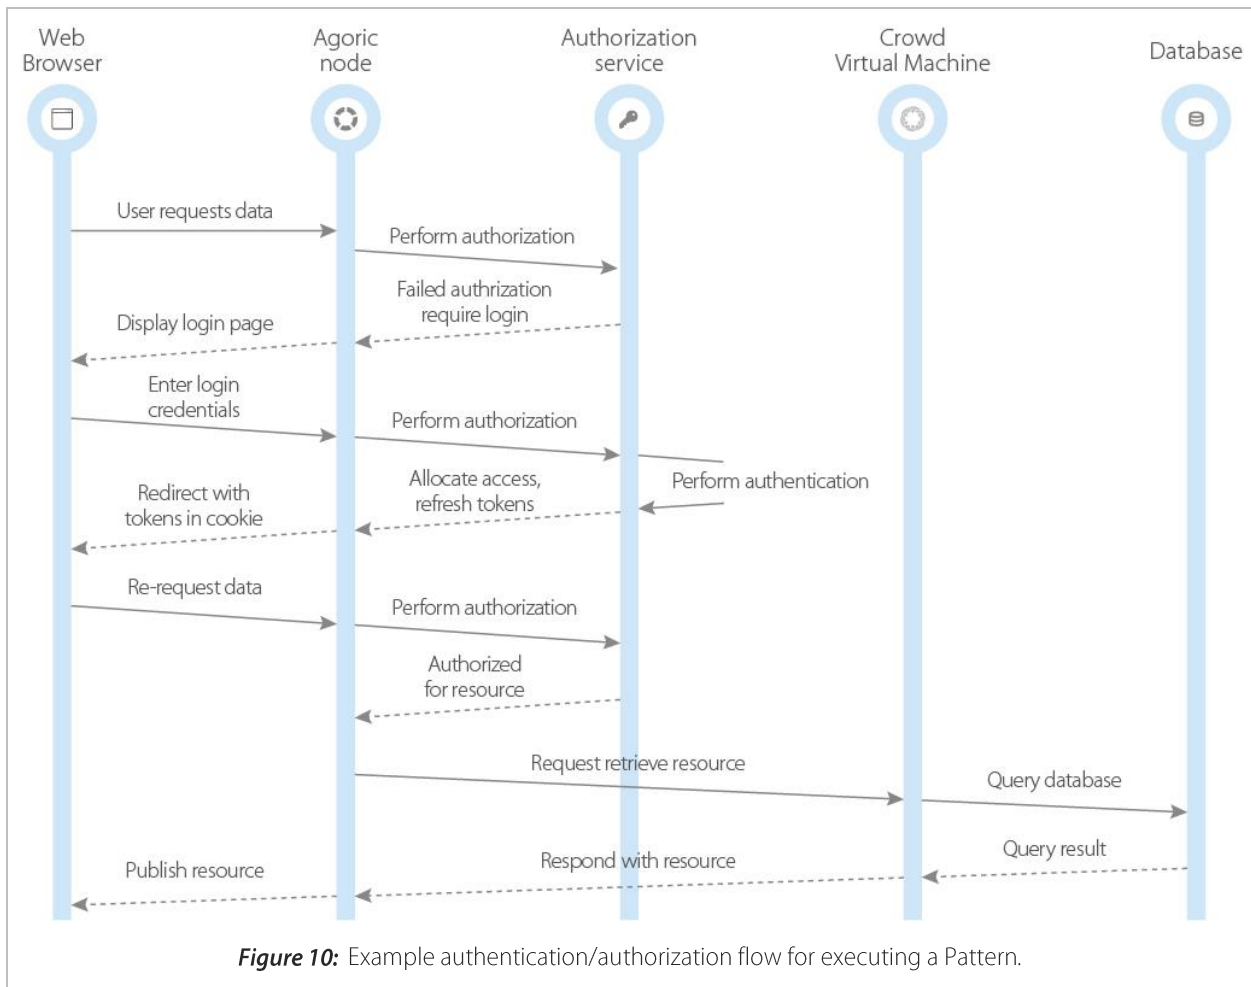 Web
Browser
Agoric
node
Authorization
service
Crowd
Virtual Machine
Database
User requests data
Perform authorization
Failed authrization
require login
Display login page
Enter login
credentials
Perform authorization
Perform authentication
Allocate access,
refresh tokens
Redirect with
tokens in cookie
Re-request data
Perform authorization
Authorized
for resource
Request retrieve resource
Query database
Query result
Respond with resource
Publish resource
Figure 10: Example authentication/authorization flow for executing a Pattern.